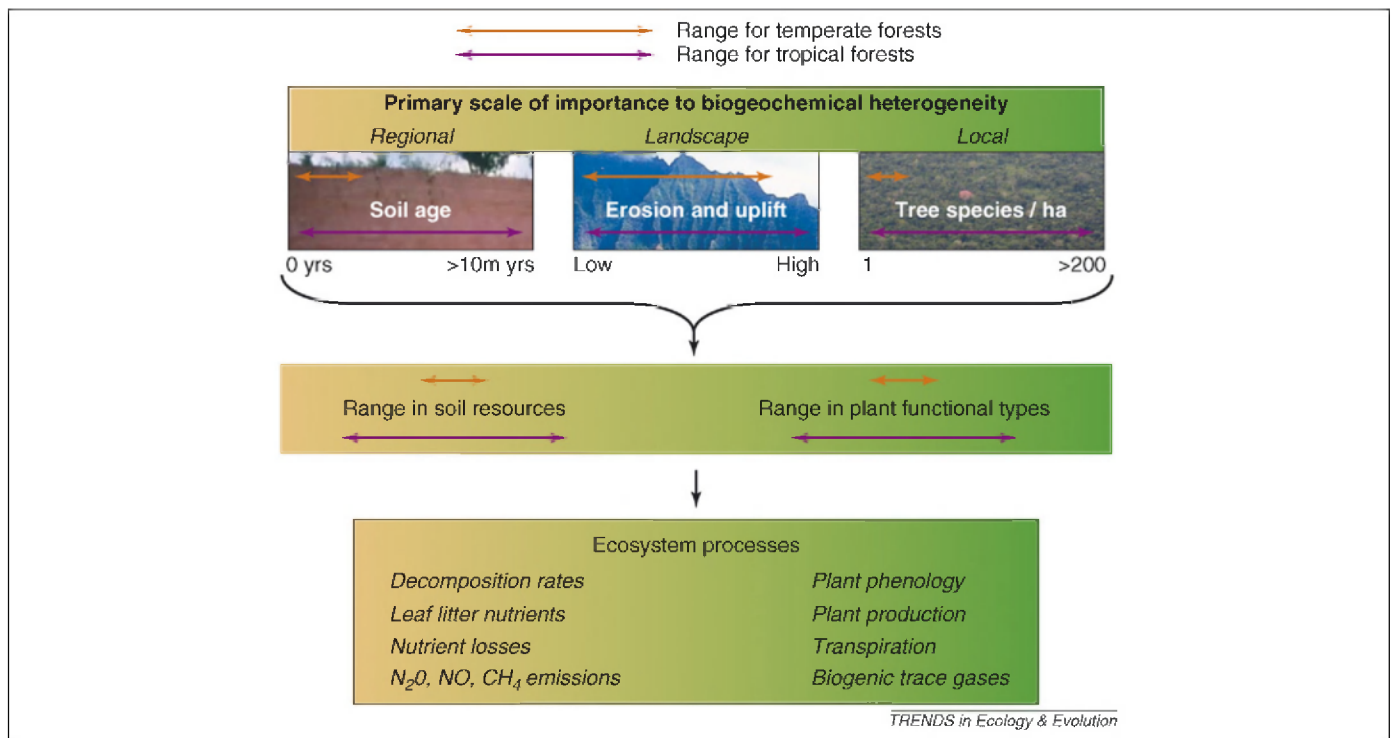 Range for temperate forests
Range for tropical forests
Primary scale of importance to biogeochemical heterogeneity
Regional Landscape Local
Soil age Erosion and uplift Tree species / ha
0 yrs >10m yrs Low High 1 >200
Range in soil resources Range in plant functional types
Ecosystem processes
Decomposition rates Plant phenology
Leaf litter nutrients Plant production
Nutrient losses Transpiration
N₂0, NO, CH₄ emissions Biogenic trace gases
TRENDS in Ecology & Evolution